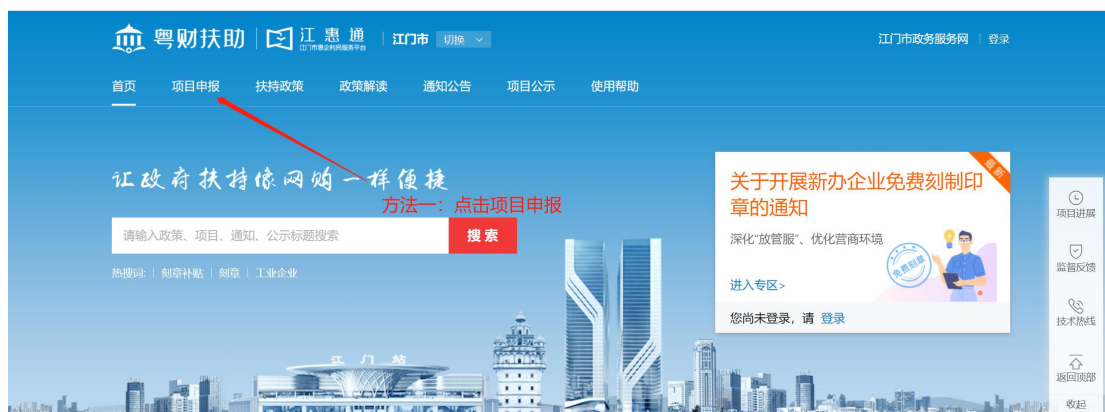 粤财扶助 江惠通 江门市惠企利民服务平台 江门市 切换 江门市政务服务网 登录
首页 项目申报 扶持政策 政策解读 通知公告 项目公示 使用帮助
让政府扶持像网购一样便捷
方法一：点击项目申报
请输入政策、项目、通知、公示标题搜索 搜索
热搜词: 刻章补贴 刻章 工业企业
最新
关于开展新办企业免费刻制印
章的通知
深化"放管服"、优化营商环境
免费刻章
进入专区>
您尚未登录，请 登录
江门站
项目进展
监督反馈
技术热线
返回顶部
收起